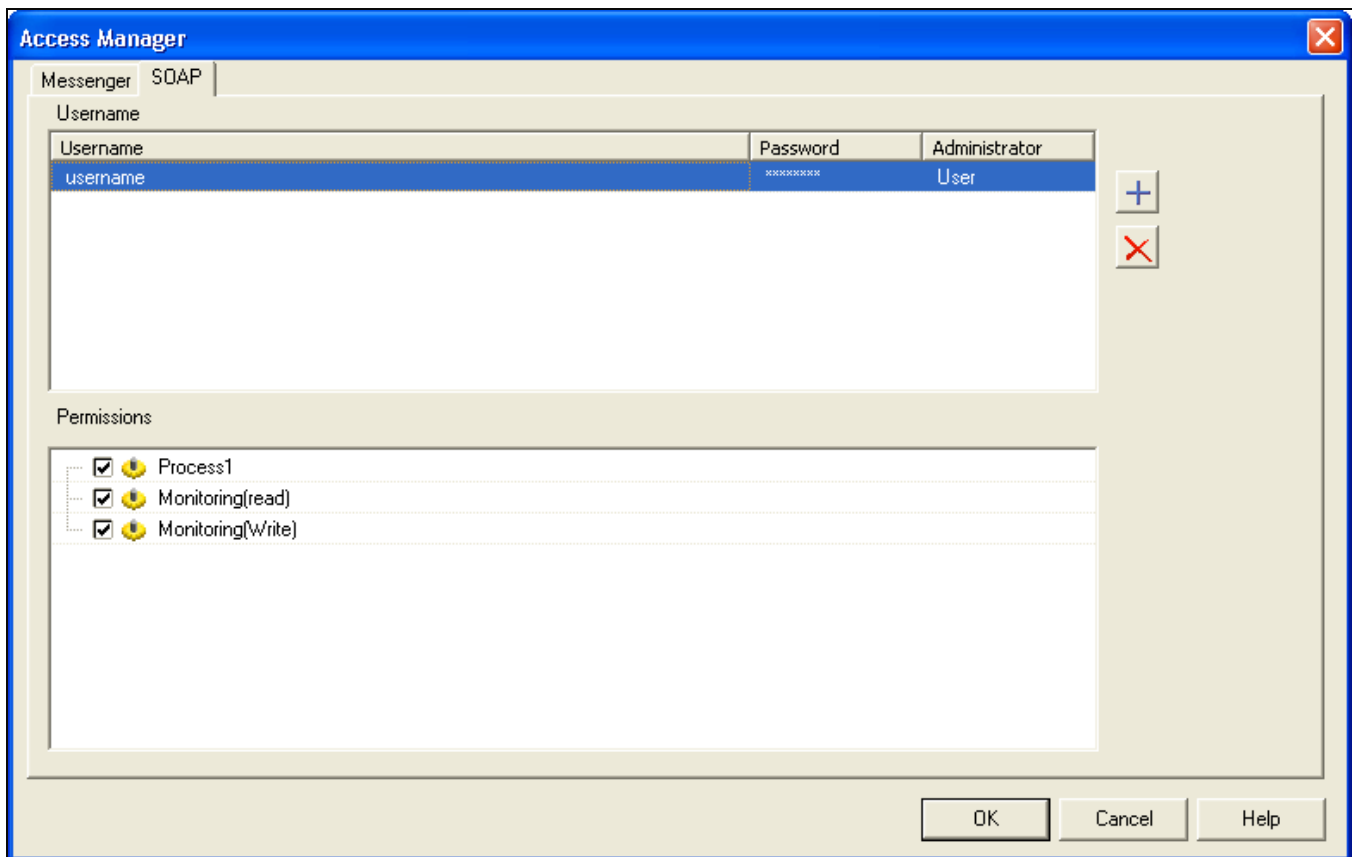 Access Manager
Messenger SOAP
Username
Username Password Administrator
username ******** User
Permissions
Process1
Monitoring(read)
Monitoring(Write)
OK Cancel Help